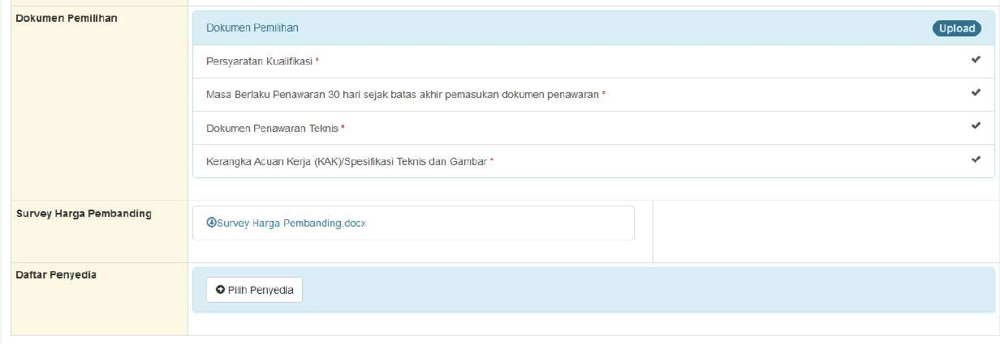 Dokumen Pemilihan
Dokumen Pemilihan
Upload
Persyaratan Kualifikasi *
Masa Berlaku Penawaran 30 hari sejak batas akhir pemasukan dokumen penawaran *
Dokumen Penawaran Teknis *
Kerangka Acuan Kerja (KAK)/Spesifikasi Teknis dan Gambar *
Survey Harga Pembanding
Survey Harga Pembanding.docx
Daftar Penyedia
Pilih Penyedia